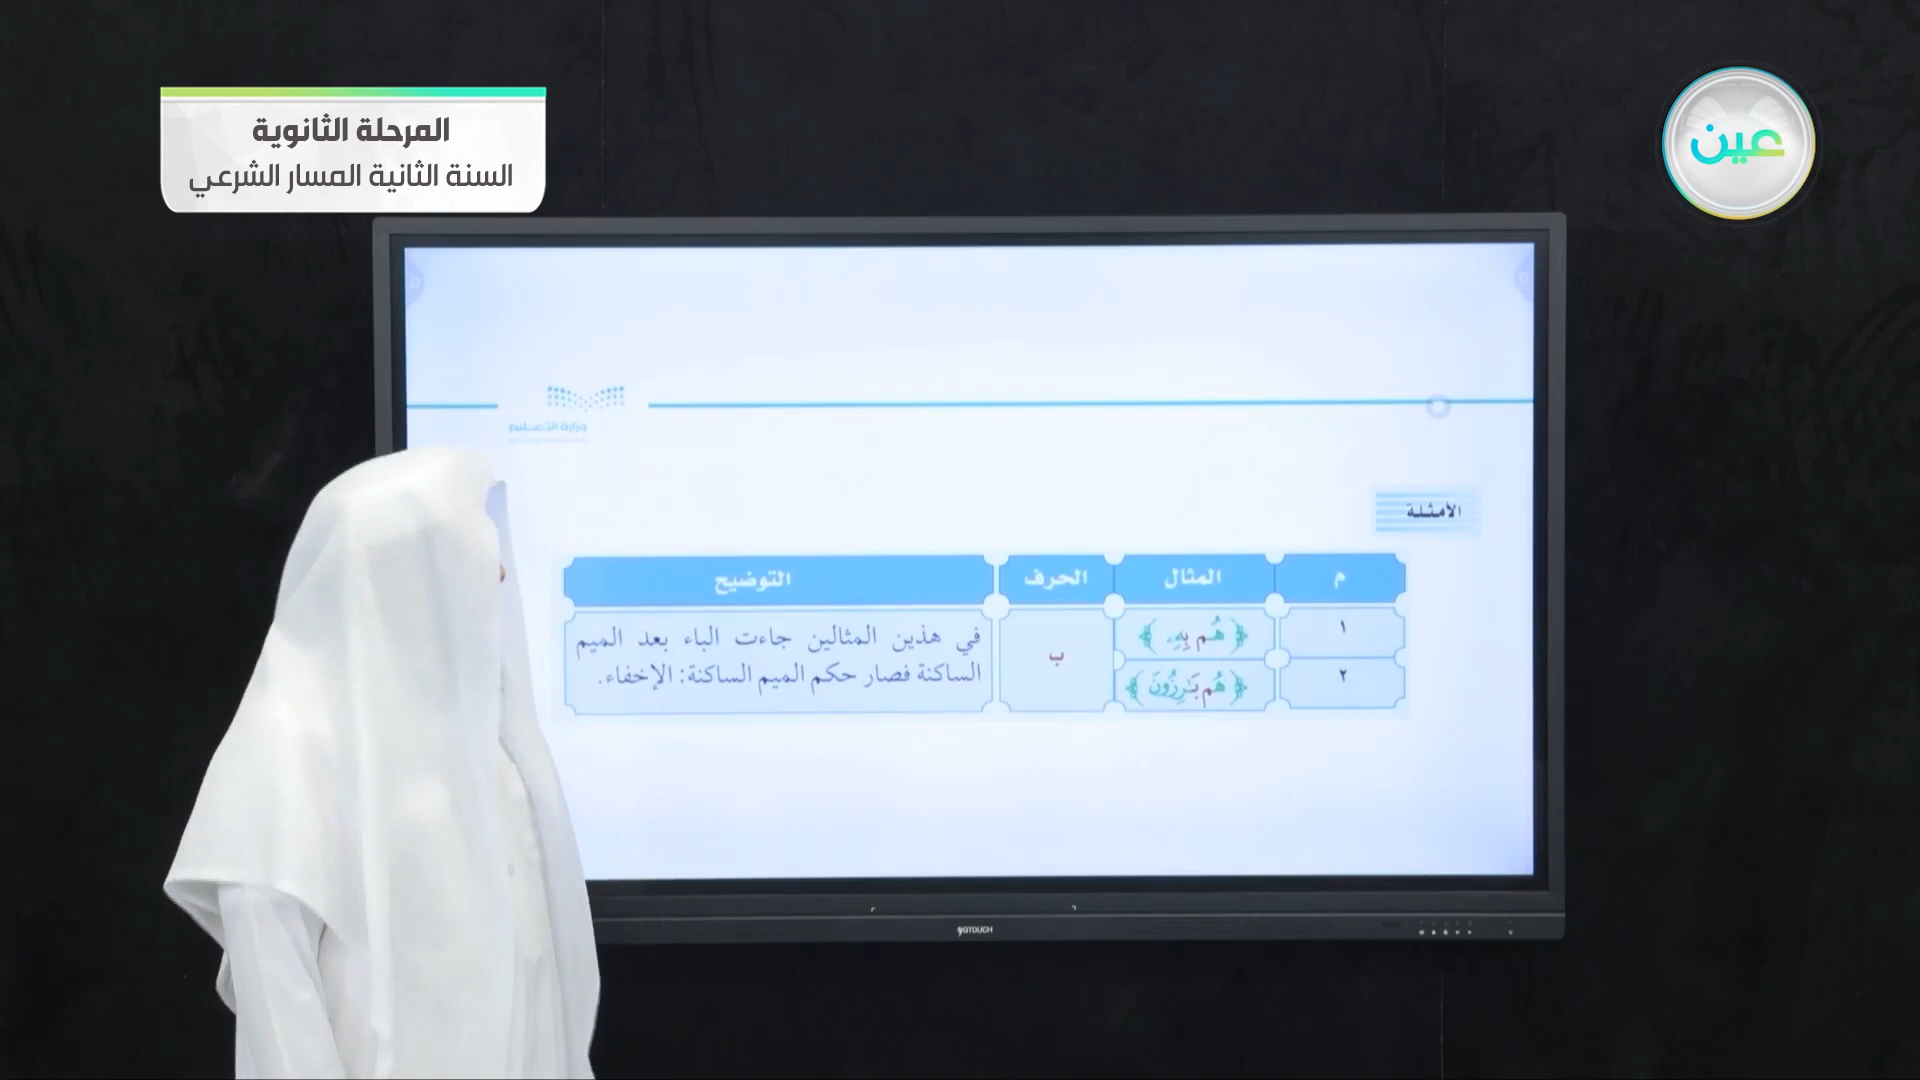 المرحلة الثانوية
السنة الثانية المسار الشرعي
عين
وزارة التعليم
الأمثلة
م المثال الحرف التوضيح
١ ﴿هُم بِهِۦ﴾ ب في هذين المثالين جاءت الباء بعد الميم
٢ ﴿هُم بَٰرِزُونَ﴾ الساكنة فصار حكم الميم الساكنة: الإخفاء.
TOUCH